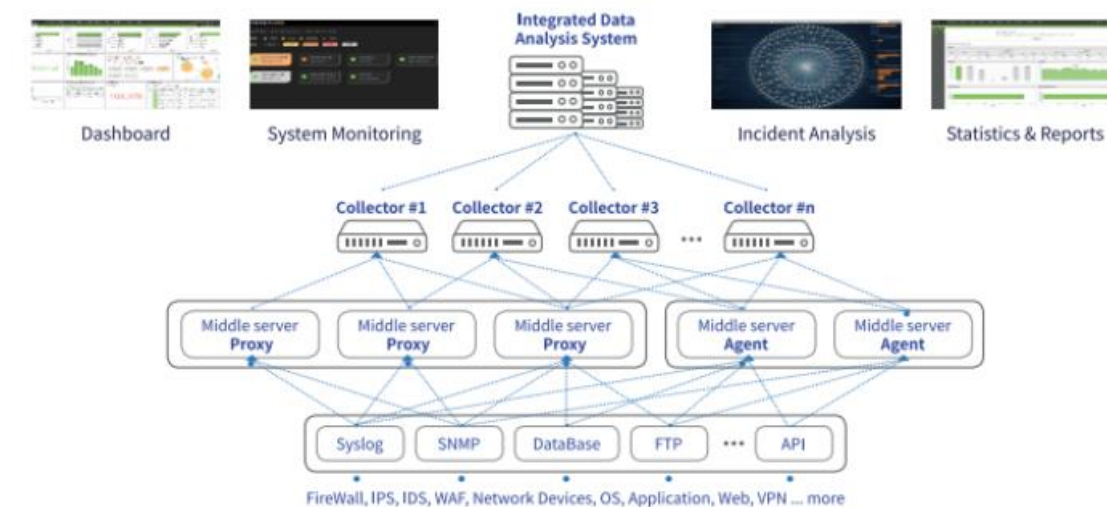 Integrated Data
Analysis System
Dashboard
System Monitoring
Incident Analysis
Statistics & Reports
Collector #1
Collector #2
Collector #3
...
Collector #n
Middle server
Proxy
Middle server
Proxy
Middle server
Proxy
Middle server
Agent
Middle server
Agent
Syslog
SNMP
DataBase
FTP
...
API
FireWall, IPS, IDS, WAF, Network Devices, OS, Application, Web, VPN ... more